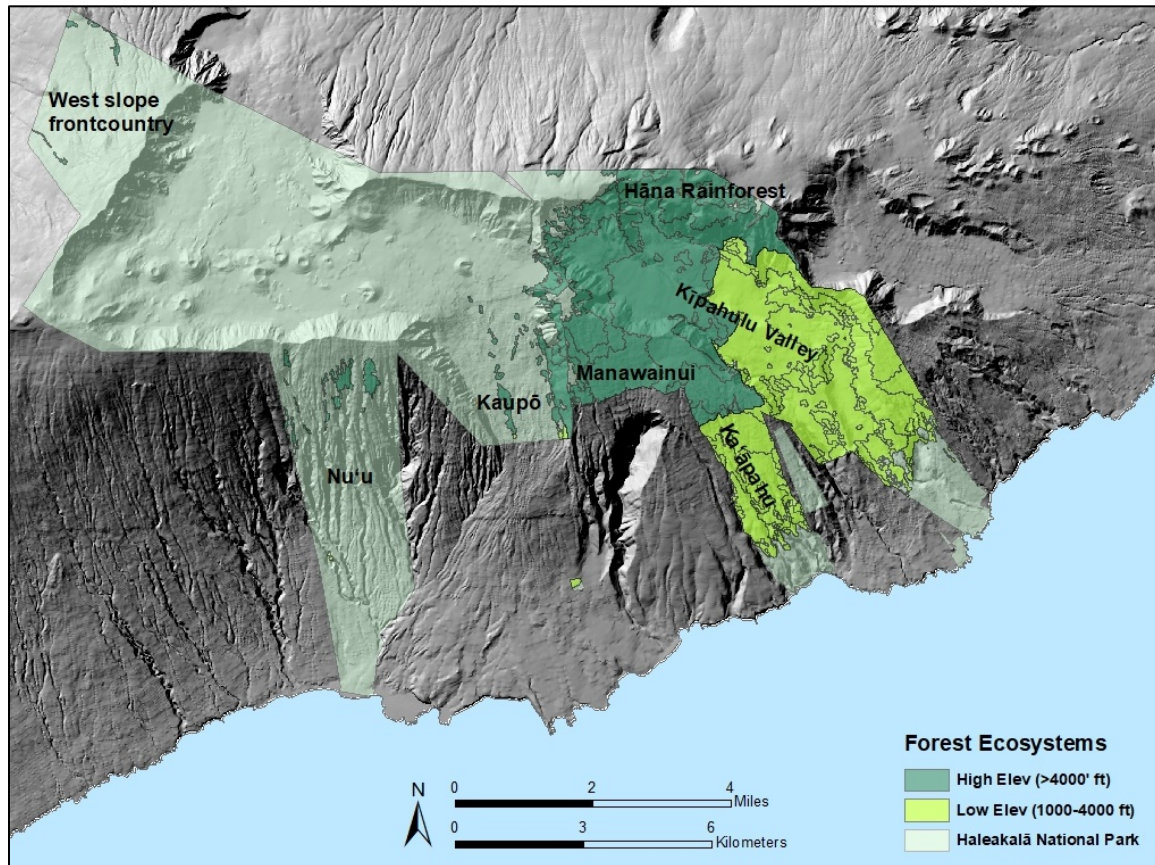 West slope
frontcountry
Hāna Rainforest
Kīpahulu Valley
Manawainui
Kaupō
Ka'āpahu
Nu'u
Forest Ecosystems
High Elev (>4000' ft)
Low Elev (1000-4000 ft)
Haleakalā National Park
N
0 2 4
Miles
0 3 6
Kilometers